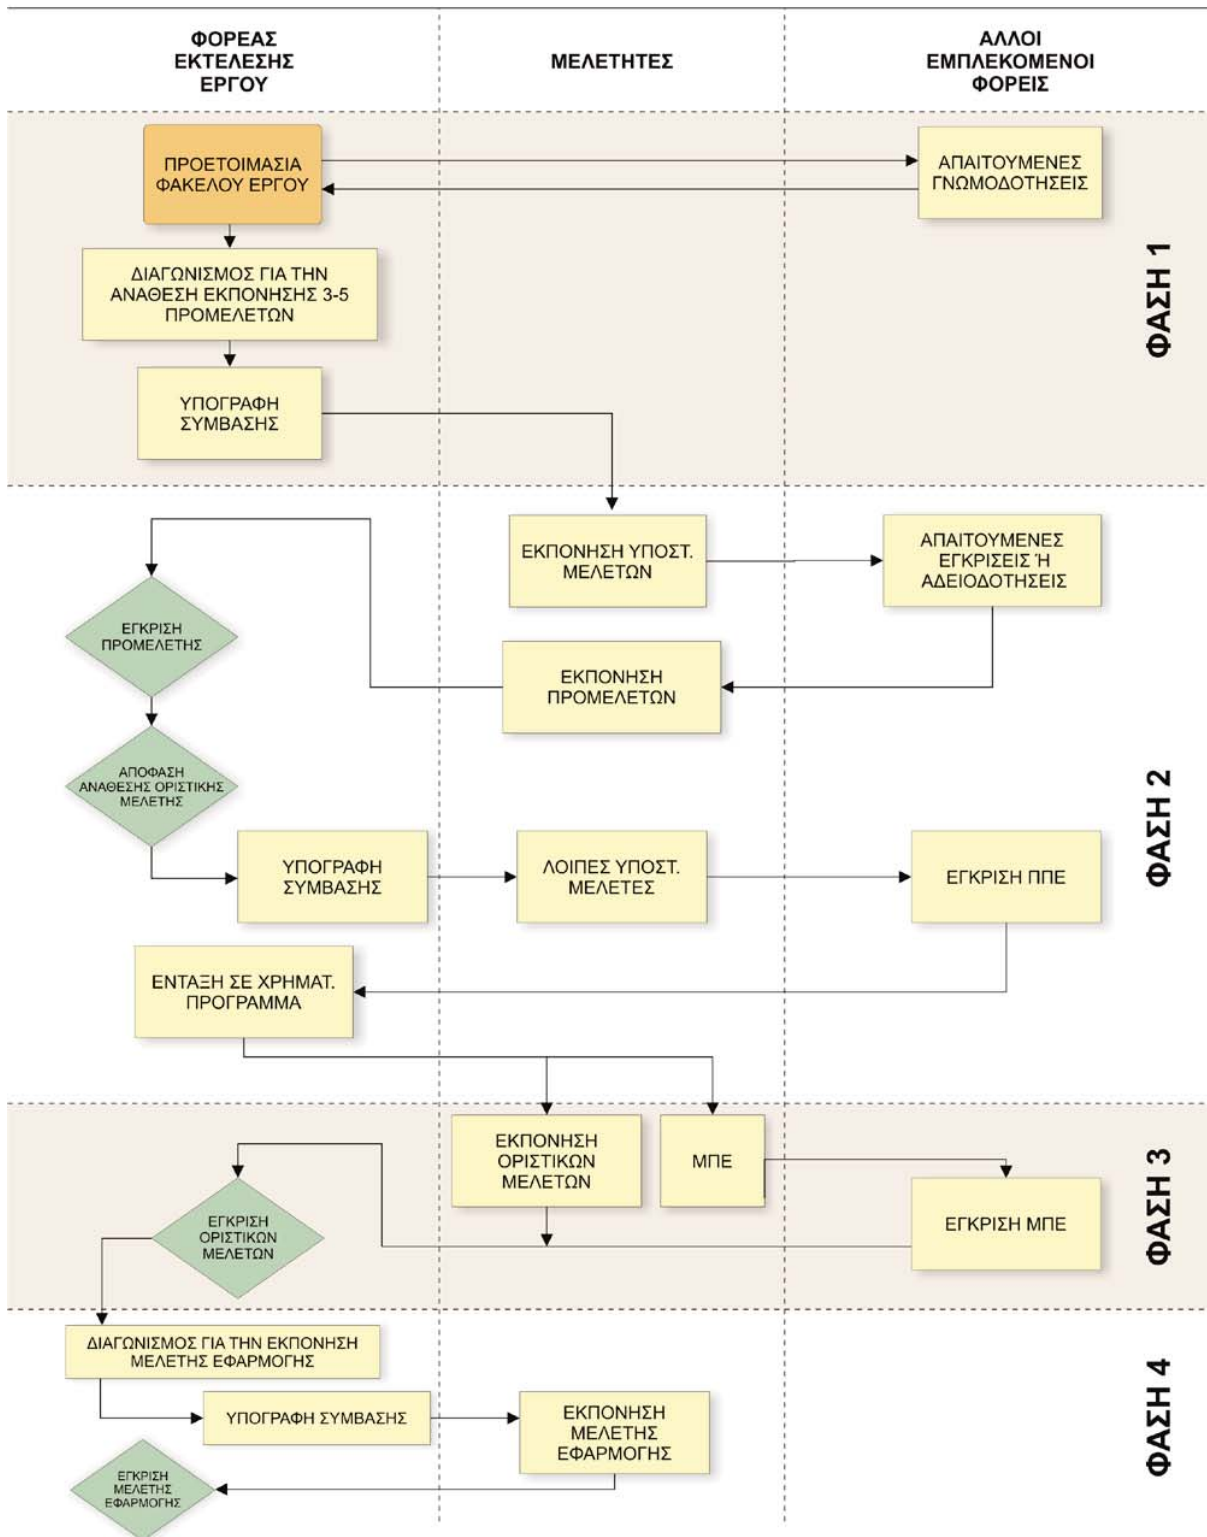 ΦΟΡΕΑΣ
ΕΚΤΕΛΕΣΗΣ
ΕΡΓΟΥ
ΜΕΛΕΤΗΤΕΣ
ΑΛΛΟΙ
ΕΜΠΛΕΚΟΜΕΝΟΙ
ΦΟΡΕΙΣ
ΦΑΣΗ 1
ΠΡΟΕΤΟΙΜΑΣΙΑ
ΦΑΚΕΛΟΥ ΕΡΓΟΥ
ΑΠΑΙΤΟΥΜΕΝΕΣ
ΓΝΩΜΟΔΟΤΗΣΕΙΣ
ΔΙΑΓΩΝΙΣΜΟΣ ΓΙΑ ΤΗΝ
ΑΝΑΘΕΣΗ ΕΚΠΟΝΗΣΗΣ 3-5
ΠΡΟΜΕΛΕΤΩΝ
ΥΠΟΓΡΑΦΗ
ΣΥΜΒΑΣΗΣ
ΦΑΣΗ 2
ΕΚΠΟΝΗΣΗ ΥΠΟΣΤ.
ΜΕΛΕΤΩΝ
ΑΠΑΙΤΟΥΜΕΝΕΣ
ΕΓΚΡΙΣΕΙΣ Ή
ΑΔΕΙΟΔΟΤΗΣΕΙΣ
ΕΚΠΟΝΗΣΗ
ΠΡΟΜΕΛΕΤΩΝ
ΕΓΚΡΙΣΗ
ΠΡΟΜΕΛΕΤΗΣ
ΑΠΟΦΑΣΗ
ΑΝΑΘΕΣΗΣ ΟΡΙΣΤΙΚΗΣ
ΜΕΛΕΤΗΣ
ΥΠΟΓΡΑΦΗ
ΣΥΜΒΑΣΗΣ
ΛΟΙΠΕΣ ΥΠΟΣΤ.
ΜΕΛΕΤΕΣ
ΕΓΚΡΙΣΗ ΠΠΕ
ΕΝΤΑΞΗ ΣΕ ΧΡΗΜΑΤ.
ΠΡΟΓΡΑΜΜΑ
ΦΑΣΗ 3
ΕΚΠΟΝΗΣΗ
ΟΡΙΣΤΙΚΩΝ
ΜΕΛΕΤΩΝ
ΜΠΕ
ΕΓΚΡΙΣΗ ΜΠΕ
ΕΓΚΡΙΣΗ
ΟΡΙΣΤΙΚΩΝ
ΜΕΛΕΤΩΝ
ΦΑΣΗ 4
ΔΙΑΓΩΝΙΣΜΟΣ ΓΙΑ ΤΗΝ ΕΚΠΟΝΗΣΗ
ΜΕΛΕΤΗΣ ΕΦΑΡΜΟΓΗΣ
ΥΠΟΓΡΑΦΗ ΣΥΜΒΑΣΗΣ
ΕΚΠΟΝΗΣΗ
ΜΕΛΕΤΗΣ
ΕΦΑΡΜΟΓΗΣ
ΕΓΚΡΙΣΗ
ΜΕΛΕΤΗΣ
ΕΦΑΡΜΟΓΗΣ